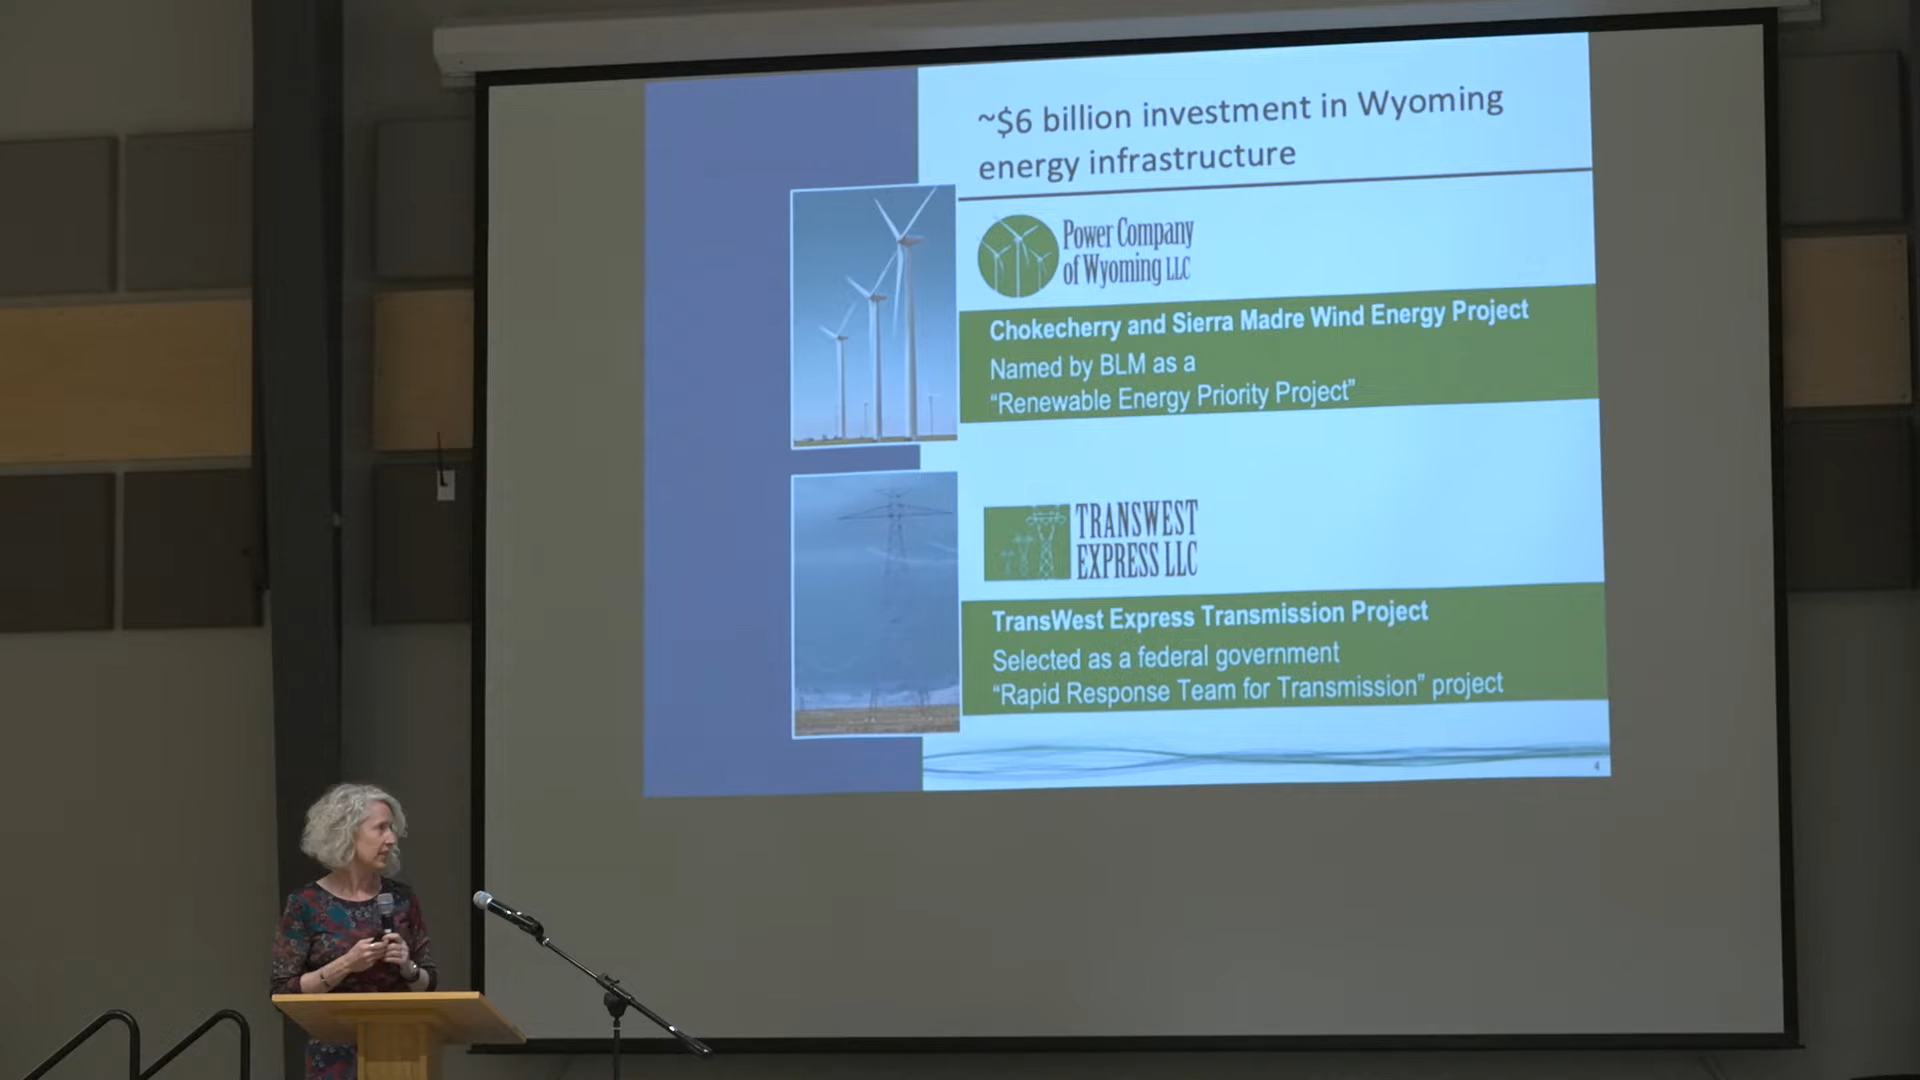 ~$6 billion investment in Wyoming
energy infrastructure
Power Company
of Wyoming LLC
Chokecherry and Sierra Madre Wind Energy Project
Named by BLM as a
“Renewable Energy Priority Project”
TRANSWEST
EXPRESS LLC
TransWest Express Transmission Project
Selected as a federal government
“Rapid Response Team for Transmission” project
4